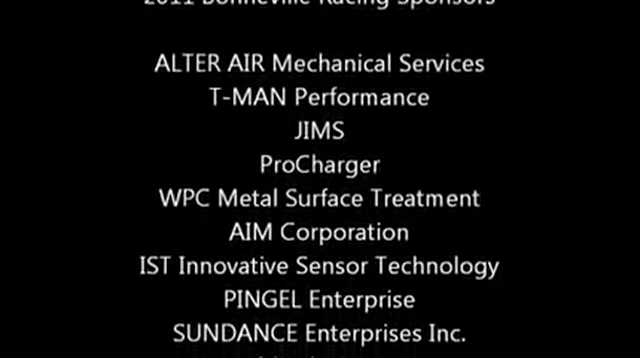 2011 Bonneville Racing Sponsors
ALTER AIR Mechanical Services
T-MAN Performance
JIMS
ProCharger
WPC Metal Surface Treatment
AIM Corporation
IST Innovative Sensor Technology
PINGEL Enterprise
SUNDANCE Enterprises Inc.